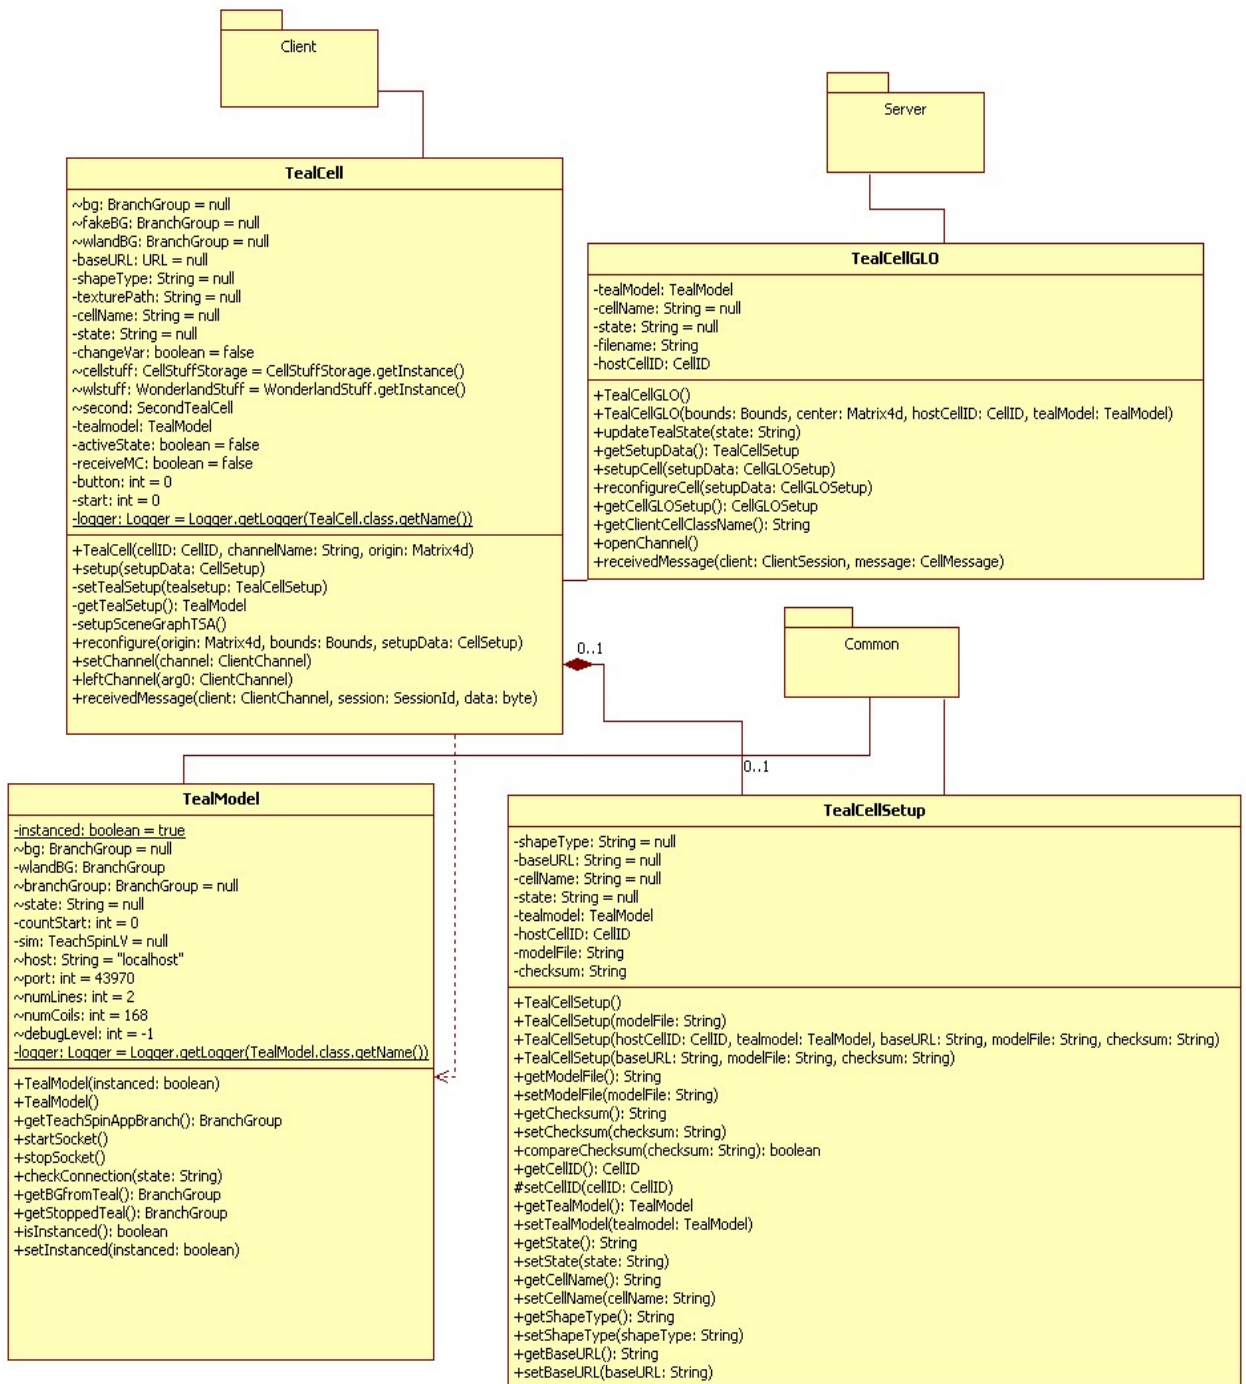 Client
Server
TealCell
~bg: BranchGroup = null
~fakeBG: BranchGroup = null
~wlandBG: BranchGroup = null
-baseURL: URL = null
-shapeType: String = null
-texturePath: String = null
-cellName: String = null
-state: String = null
-changeVar: boolean = false
~cellstuff: CellStuffStorage = CellStuffStorage.getInstance()
~wlstuff: WonderlandStuff = WonderlandStuff.getInstance()
~second: SecondTealCell
-tealmodel: TealModel
-activeState: boolean = false
-receiveMC: boolean = false
-button: int = 0
-start: int = 0
-logger: Logger = Logger.getLogger(TealCell.class.getName())
+TealCell(cellID: CellID, channelName: String, origin: Matrix4d)
+setup(setupData: CellSetup)
-setTealSetup(tealsetup: TealCellSetup)
-getTealSetup(): TealModel
-setupSceneGraphTSA()
+reconfigure(origin: Matrix4d, bounds: Bounds, setupData: CellSetup)
+setChannel(channel: ClientChannel)
+leftChannel(arg0: ClientChannel)
+receivedMessage(client: ClientChannel, session: SessionId, data: byte)
TealCellGLO
-tealModel: TealModel
-cellName: String = null
-state: String = null
-filename: String
-hostCellID: CellID
+TealCellGLO()
+TealCellGLO(bounds: Bounds, center: Matrix4d, hostCellID: CellID, tealModel: TealModel)
+updateTealState(state: String)
+getSetupData(): TealCellSetup
+setupCell(setupData: CellGLOSetup)
+reconfigureCell(setupData: CellGLOSetup)
+getCellGLOSetup(): CellGLOSetup
+getClientCellClassName(): String
+openChannel()
+receivedMessage(client: ClientSession, message: CellMessage)
Common
0..1
0..1
TealModel
-instanced: boolean = true
~bg: BranchGroup = null
-wlandBG: BranchGroup
~branchGroup: BranchGroup = null
~state: String = null
-countStart: int = 0
-sim: TeachSpinLV = null
~host: String = "localhost"
~port: int = 43970
~numLines: int = 2
~numCoils: int = 168
~debugLevel: int = -1
-logger: Logger = Logger.getLogger(TealModel.class.getName())
+TealModel(instanced: boolean)
+TealModel()
+getTeachSpinAppBranch(): BranchGroup
+startSocket()
+stopSocket()
+checkConnection(state: String)
+getBGfromTeal(): BranchGroup
+getStoppedTeal(): BranchGroup
+isInstanced(): boolean
+setInstanced(instanced: boolean)
TealCellSetup
-shapeType: String = null
-baseURL: String = null
-cellName: String = null
-state: String = null
-tealmodel: TealModel
-hostCellID: CellID
-modelFile: String
-checksum: String
+TealCellSetup()
+TealCellSetup(modelFile: String)
+TealCellSetup(hostCellID: CellID, tealmodel: TealModel, baseURL: String, modelFile: String, checksum: String)
+TealCellSetup(baseURL: String, modelFile: String, checksum: String)
+getModelFile(): String
+setModelFile(modelFile: String)
+getChecksum(): String
+setChecksum(checksum: String)
+compareChecksum(checksum: String): boolean
+getCellID(): CellID
#setCellID(cellID: CellID)
+getTealModel(): TealModel
+setTealModel(tealmodel: TealModel)
+getState(): String
+setState(state: String)
+getCellName(): String
+setCellName(cellName: String)
+getShapeType(): String
+setShapeType(shapeType: String)
+getBaseURL(): String
+setBaseURL(baseURL: String)